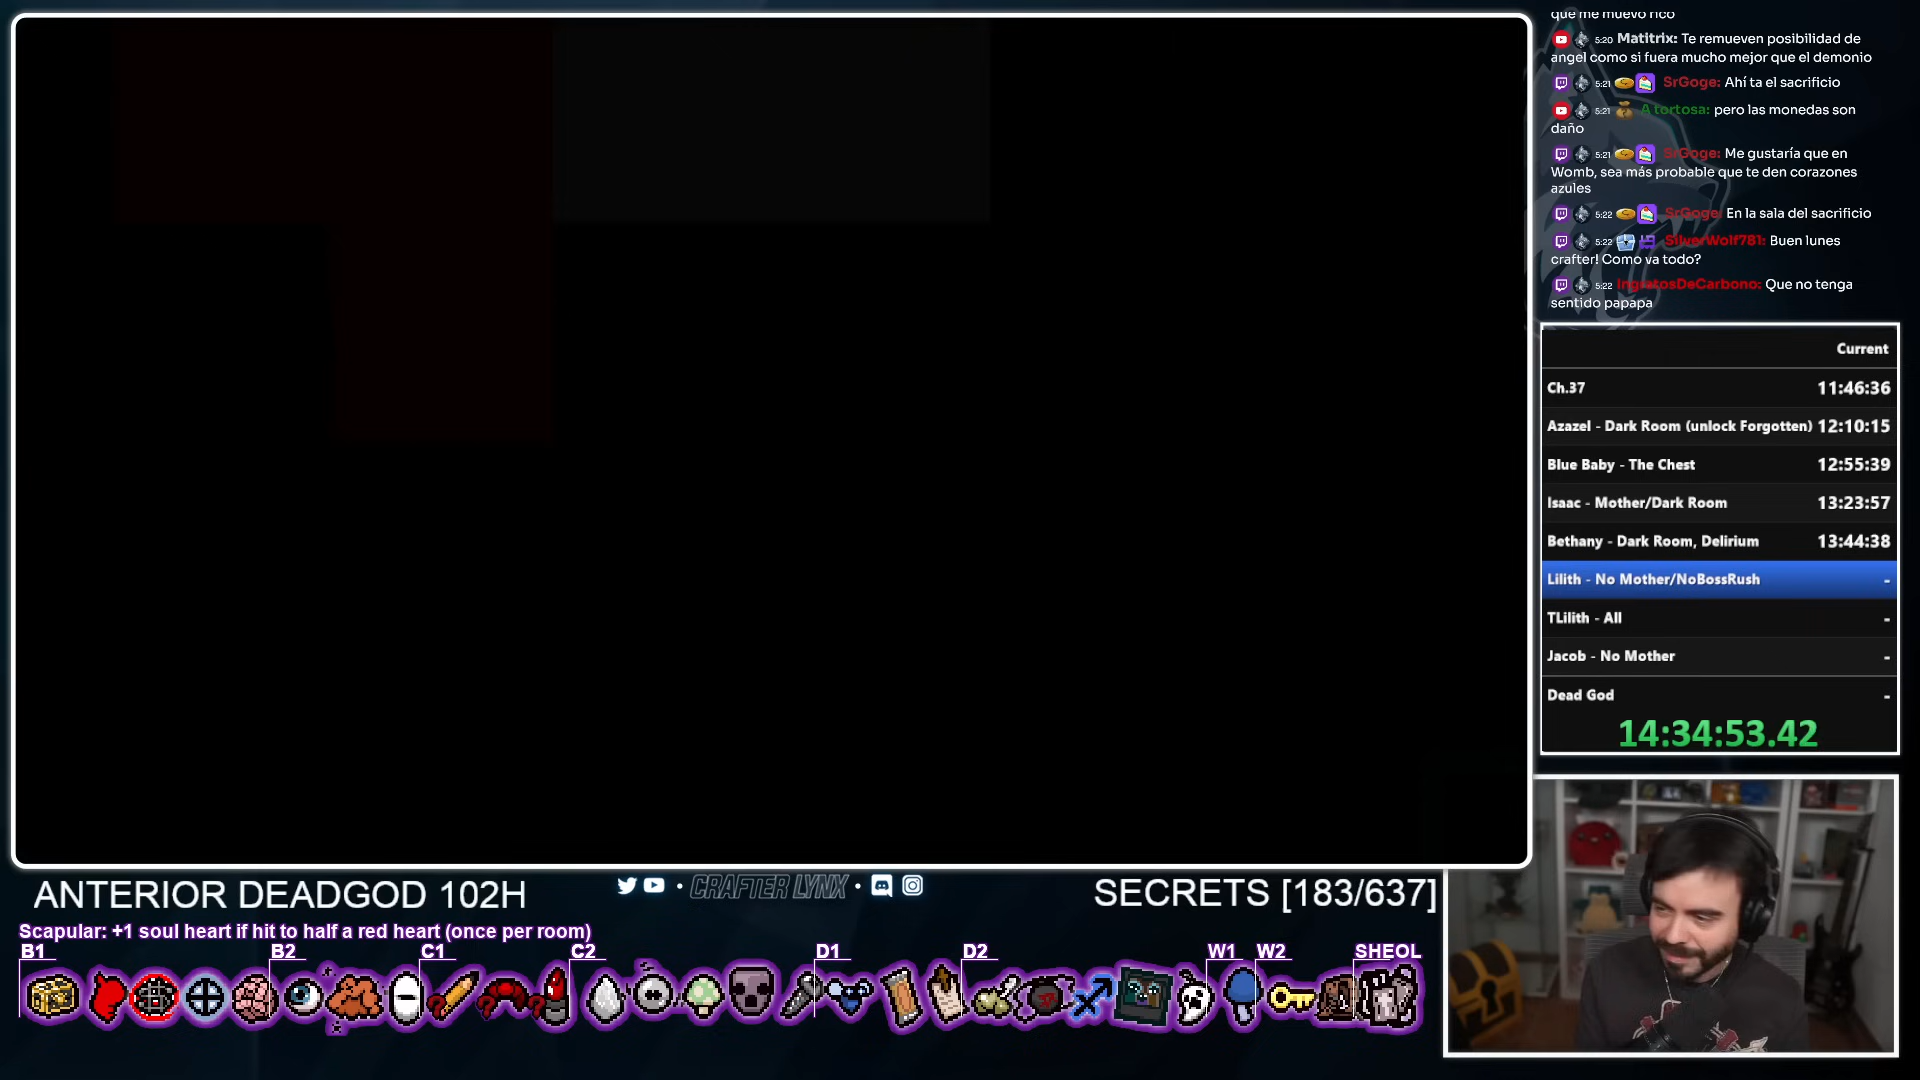 que me muevo rico
5:20 Matitrix: Te remueven posibilidad de
angel como si fuera mucho mejor que el demonio
5:21 SrGoge: Ahí ta el sacrificio
5:21 A tortosa: pero las monedas son
daño
5:21 SrGoge: Me gustaría que en
Womb, sea más probable que te den corazones
azules
5:22 SrGoge: En la sala del sacrificio
5:22 SilverWolf781: Buen lunes
crafter! Como va todo?
5:22 IngratosDeCarbono: Que no tenga
sentido papapa
Current
Ch.37 11:46:36
Azazel - Dark Room (unlock Forgotten) 12:10:15
Blue Baby - The Chest 12:55:39
Isaac - Mother/Dark Room 13:23:57
Bethany - Dark Room, Delirium 13:44:38
Lilith - No Mother/NoBossRush -
TLilith - All -
Jacob - No Mother -
Dead God -
14:34:53.42
ANTERIOR DEADGOD 102H
CRAFTER LYNX
SECRETS [183/637]
Scapular: +1 soul heart if hit to half a red heart (once per room)
B1 B2 C1 C2 D1 D2 W1 W2 SHEOL